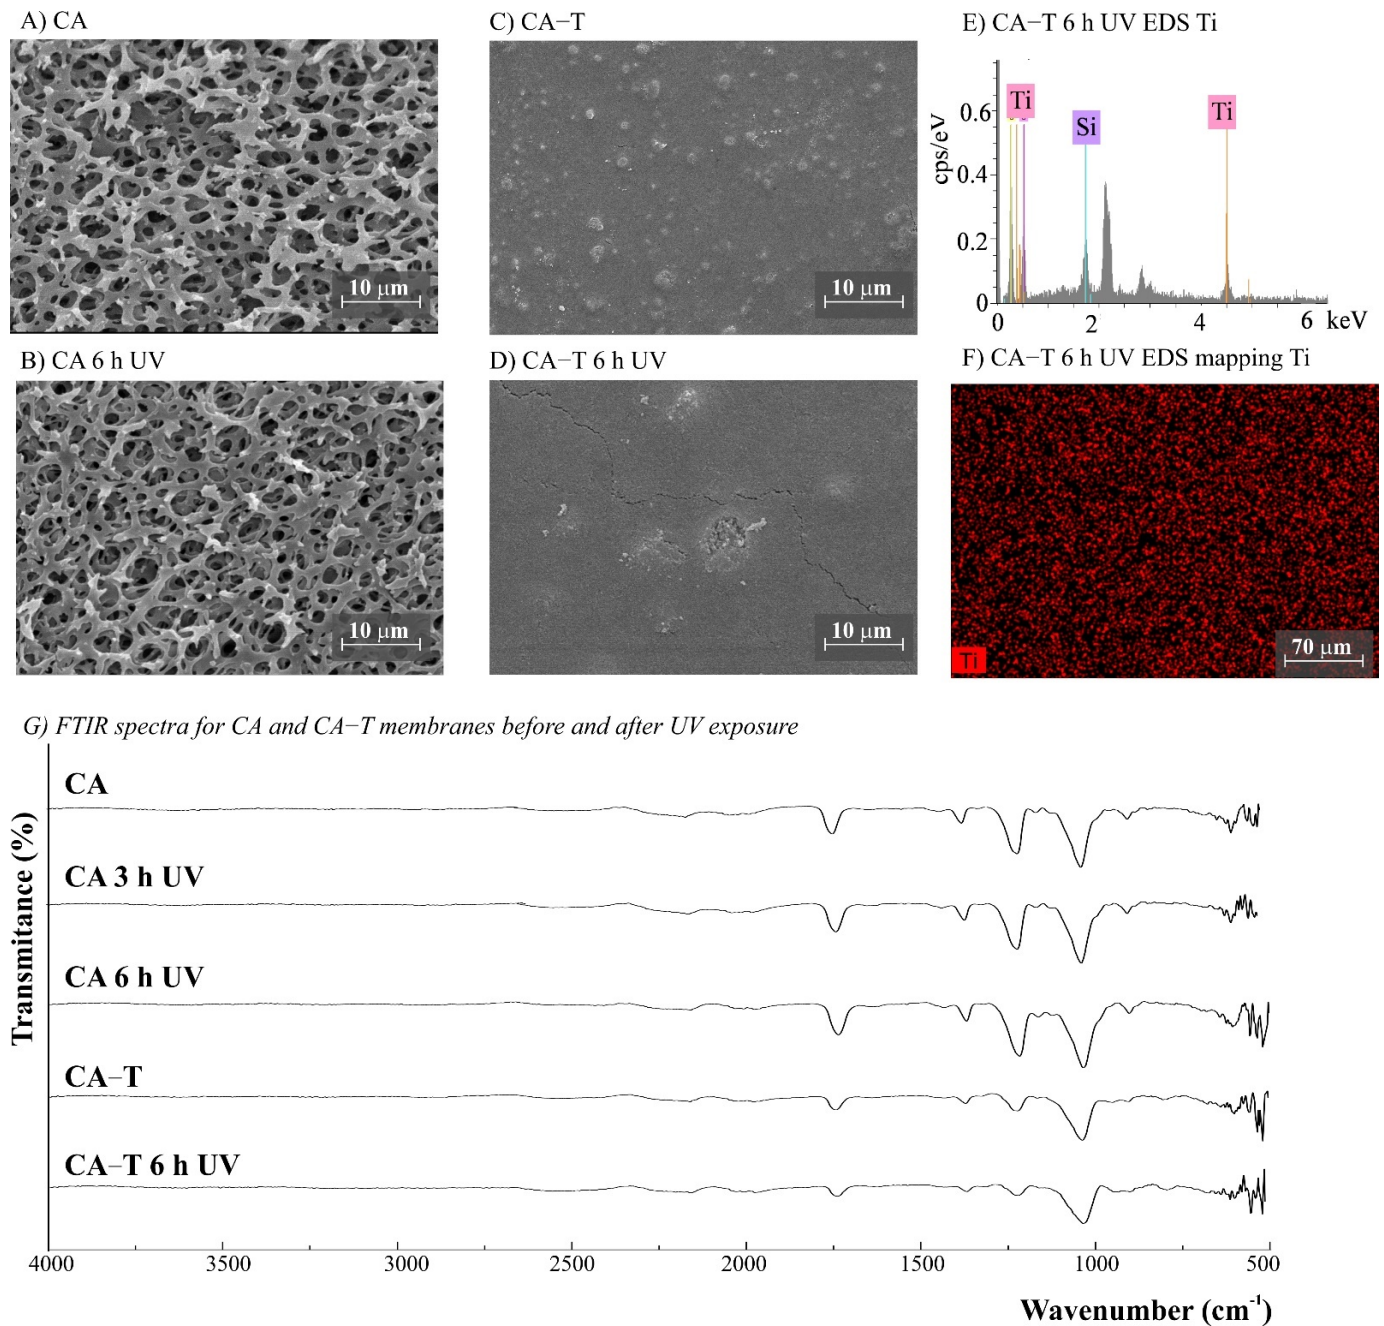 A) CA
10 μm
B) CA 6 h UV
10 μm
C) CA−T
10 μm
D) CA−T 6 h UV
10 μm
E) CA−T 6 h UV EDS Ti
cps/eV
0.6
0.4
0.2
0
Ti
Si
Ti
0 2 4 6 keV
F) CA−T 6 h UV EDS mapping Ti
Ti
70 μm
G) FTIR spectra for CA and CA−T membranes before and after UV exposure
Transmitance (%)
CA
CA 3 h UV
CA 6 h UV
CA−T
CA−T 6 h UV
4000 3500 3000 2500 2000 1500 1000 500
Wavenumber (cm⁻¹)